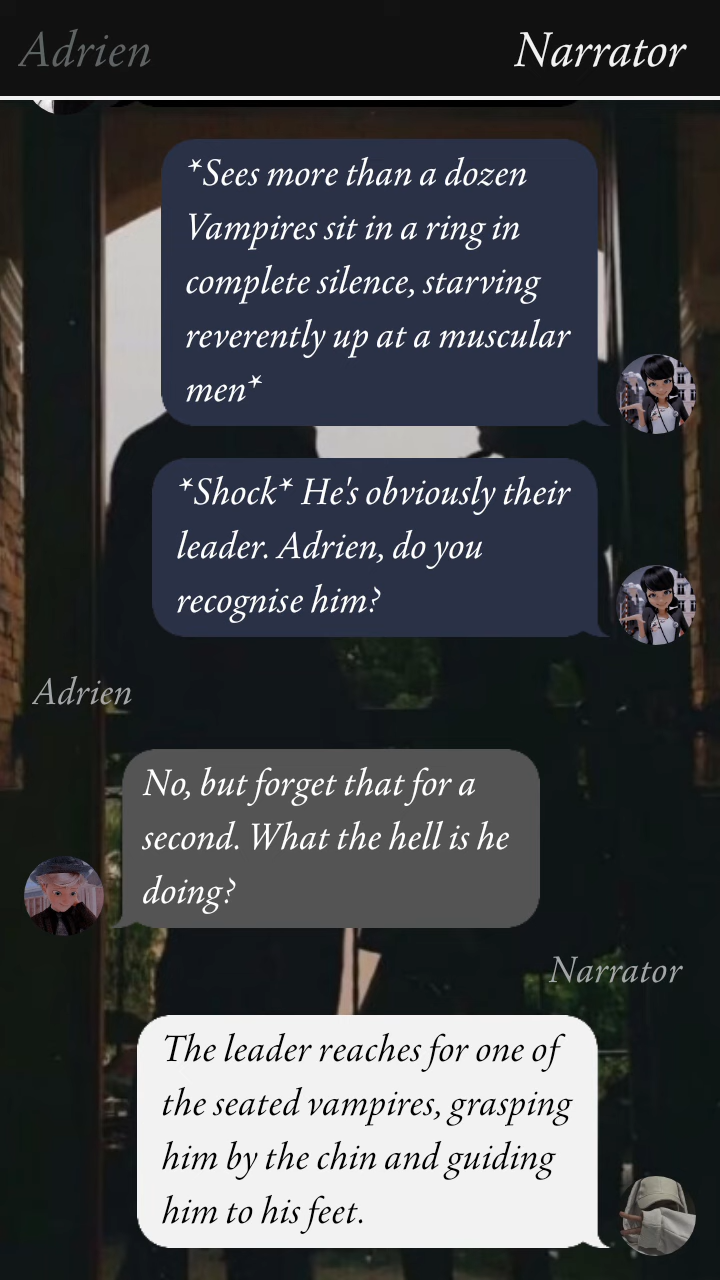 Adrien
Narrator
*Sees more than a dozen
Vampires sit in a ring in
complete silence, starving
reverently up at a muscular
men*
*Shock* He's obviously their
leader. Adrien, do you
recognise him?
Adrien
No, but forget that for a
second. What the hell is he
doing?
Narrator
The leader reaches for one of
the seated vampires, grasping
him by the chin and guiding
him to his feet.